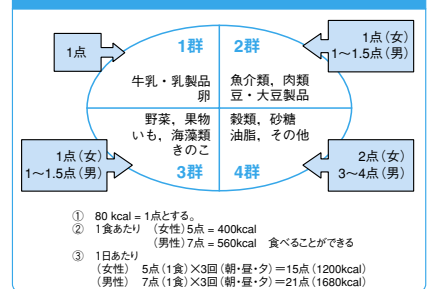 1点
1群
2群
1点（女）
1〜1.5点（男）
牛乳・乳製品
卵
魚介類，肉類
豆・大豆製品
野菜，果物
いも，海藻類
きのこ
穀類，砂糖
油脂，その他
1点（女）
1〜1.5点（男）
3群
4群
2点（女）
3〜4点（男）
① 80 kcal = 1点とする。
② 1食あたり （女性）5点 = 400kcal
（男性）7点 = 560kcal 食べることができる
③ 1日あたり
（女性） 5点（1食）×3回（朝・昼・夕）＝15点（1200kcal）
（男性） 7点（1食）×3回（朝・昼・夕）＝21点（1680kcal）